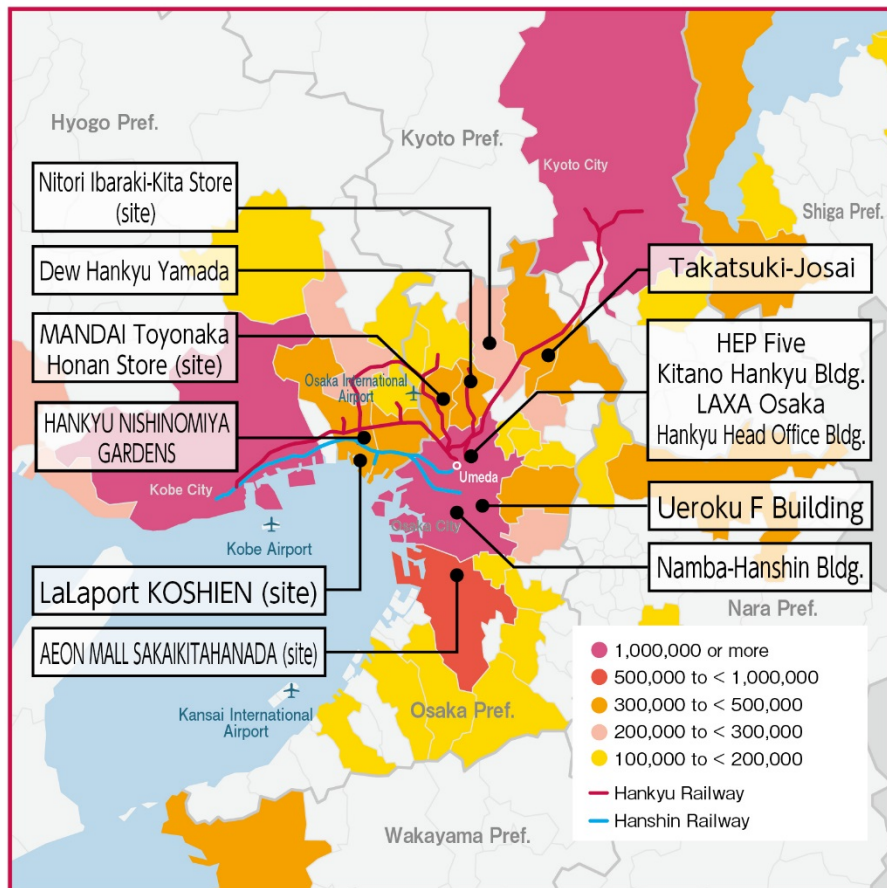 Hyogo Pref.
Kyoto Pref.
Kyoto City
Shiga Pref.
Nitori Ibaraki-Kita Store
(site)
Dew Hankyu Yamada
Takatsuki-Josai
MANDAI Toyonaka
Honan Store (site)
Osaka International
Airport
HEP Five
Kitano Hankyu Bldg.
LAXA Osaka
Hankyu Head Office Bldg.
HANKYU NISHINOMIYA
GARDENS
Kobe City
Umeda
Ueroku F Building
Osaka City
Kobe Airport
Namba-Hanshin Bldg.
LaLaport KOSHIEN (site)
Nara Pref.
AEON MALL SAKAIKITAHANADA (site)
Kansai International
Airport
Osaka Pref.
1,000,000 or more
500,000 to < 1,000,000
300,000 to < 500,000
200,000 to < 300,000
100,000 to < 200,000
Hankyu Railway
Hanshin Railway
Wakayama Pref.